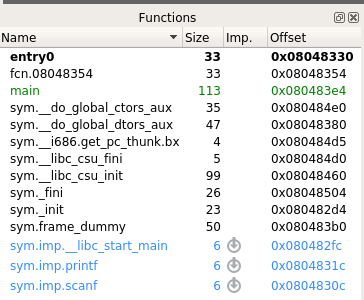 Functions
Name Size Imp. Offset
entry0 33 0x08048330
fcn.08048354 33 0x08048354
main 113 0x080483e4
sym.__do_global_ctors_aux 35 0x080484e0
sym.__do_global_dtors_aux 47 0x08048380
sym.__i686.get_pc_thunk.bx 4 0x080484d5
sym.__libc_csu_fini 5 0x080484d0
sym.__libc_csu_init 99 0x08048460
sym._fini 26 0x08048504
sym._init 23 0x080482d4
sym.frame_dummy 50 0x080483b0
sym.imp.__libc_start_main 6 0x080482fc
sym.imp.printf 6 0x0804831c
sym.imp.scanf 6 0x0804830c